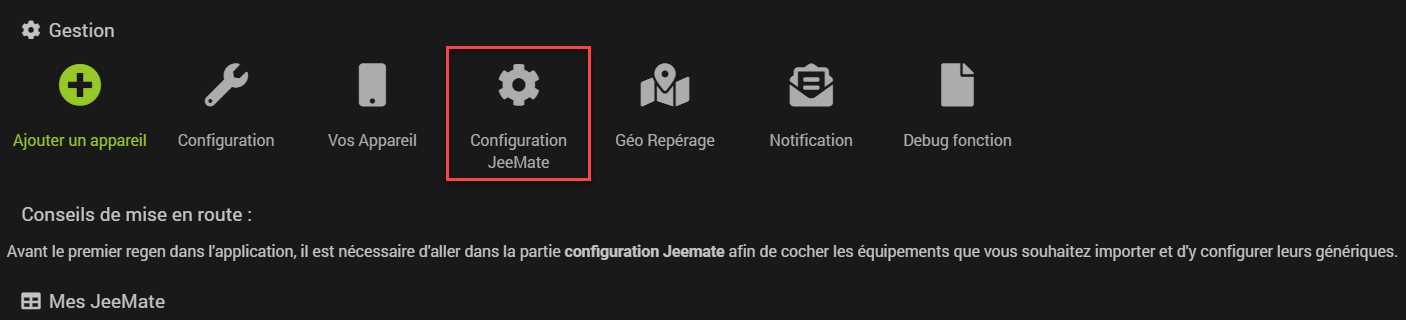 Gestion
Ajouter un appareil
Configuration
Vos Appareil
Configuration
JeeMate
Géo Repérage
Notification
Debug fonction
Conseils de mise en route :
Avant le premier regen dans l'application, il est nécessaire d'aller dans la partie configuration Jeemate afin de cocher les équipements que vous souhaitez importer et d'y configurer leurs génériques.
Mes JeeMate